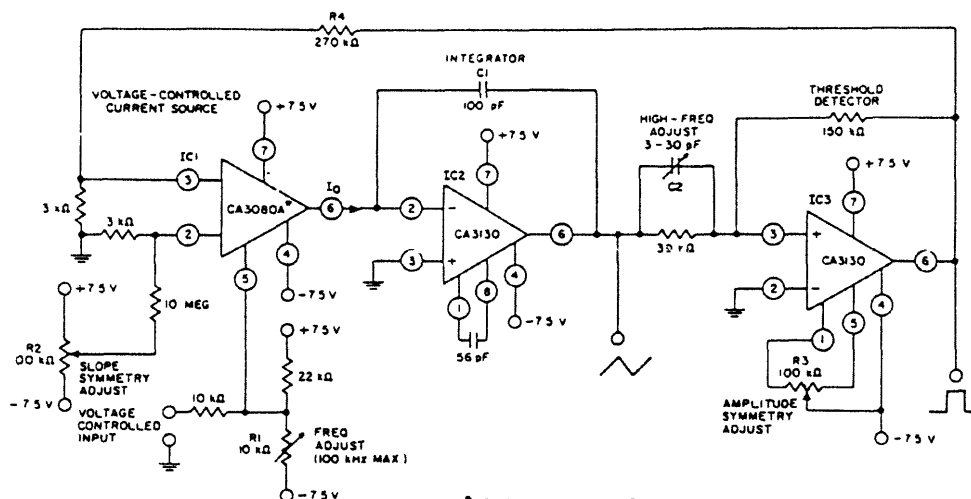 R4
270 kΩ
INTEGRATOR
C1
100 pF
VOLTAGE-CONTROLLED
CURRENT SOURCE
+7 5 V
7
IC1
3
CA3080A*
I₀
6
3 kΩ
3 kΩ
2
4
5
-7 5 V
+7 5 V
IC2
7
2
-
CA3130
6
+
3
1
8
4
-7 5 V
56 pF
HIGH-FREQ
ADJUST
3-30 pF
C2
THRESHOLD
DETECTOR
150 kΩ
+7 5 V
IC3
7
3
+
CA3130
6
-
2
4
5
1
R3
100 kΩ
AMPLITUDE
SYMMETRY
ADJUST
-7 5 V
+7 5 V
10 MEG
R2
00 kΩ
SLOPE
SYMMETRY
ADJUST
-7 5 V
VOLTAGE
CONTROLLED
INPUT
10 kΩ
+7 5 V
22 kΩ
R1
10 kΩ
FREQ
ADJUST
(100 kHz MAX)
-7 5 V